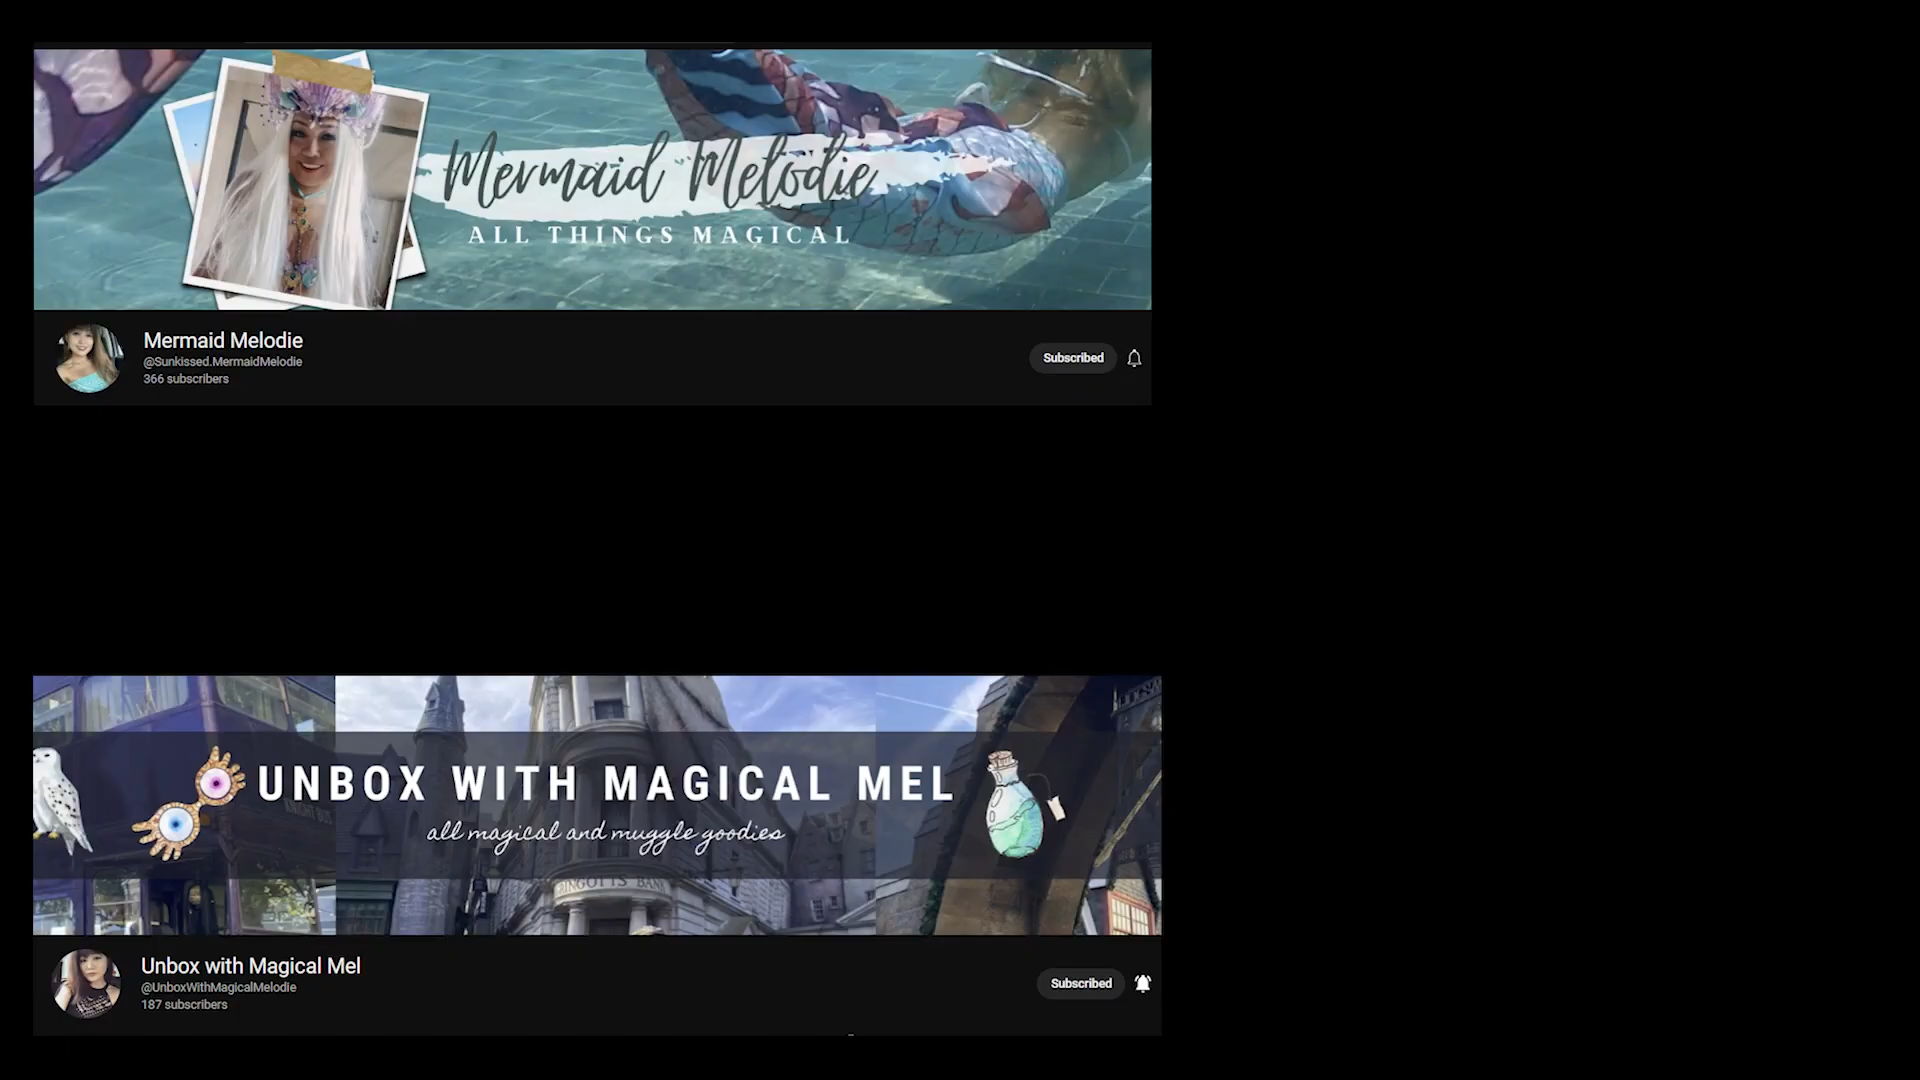 Mermaid Melodie
ALL THINGS MAGICAL
Mermaid Melodie
@Sunkissed.MermaidMelodie
366 subscribers
Subscribed
UNBOX WITH MAGICAL MEL
all magical and muggle goodies
Unbox with Magical Mel
@UnboxWithMagicalMelodie
187 subscribers
Subscribed